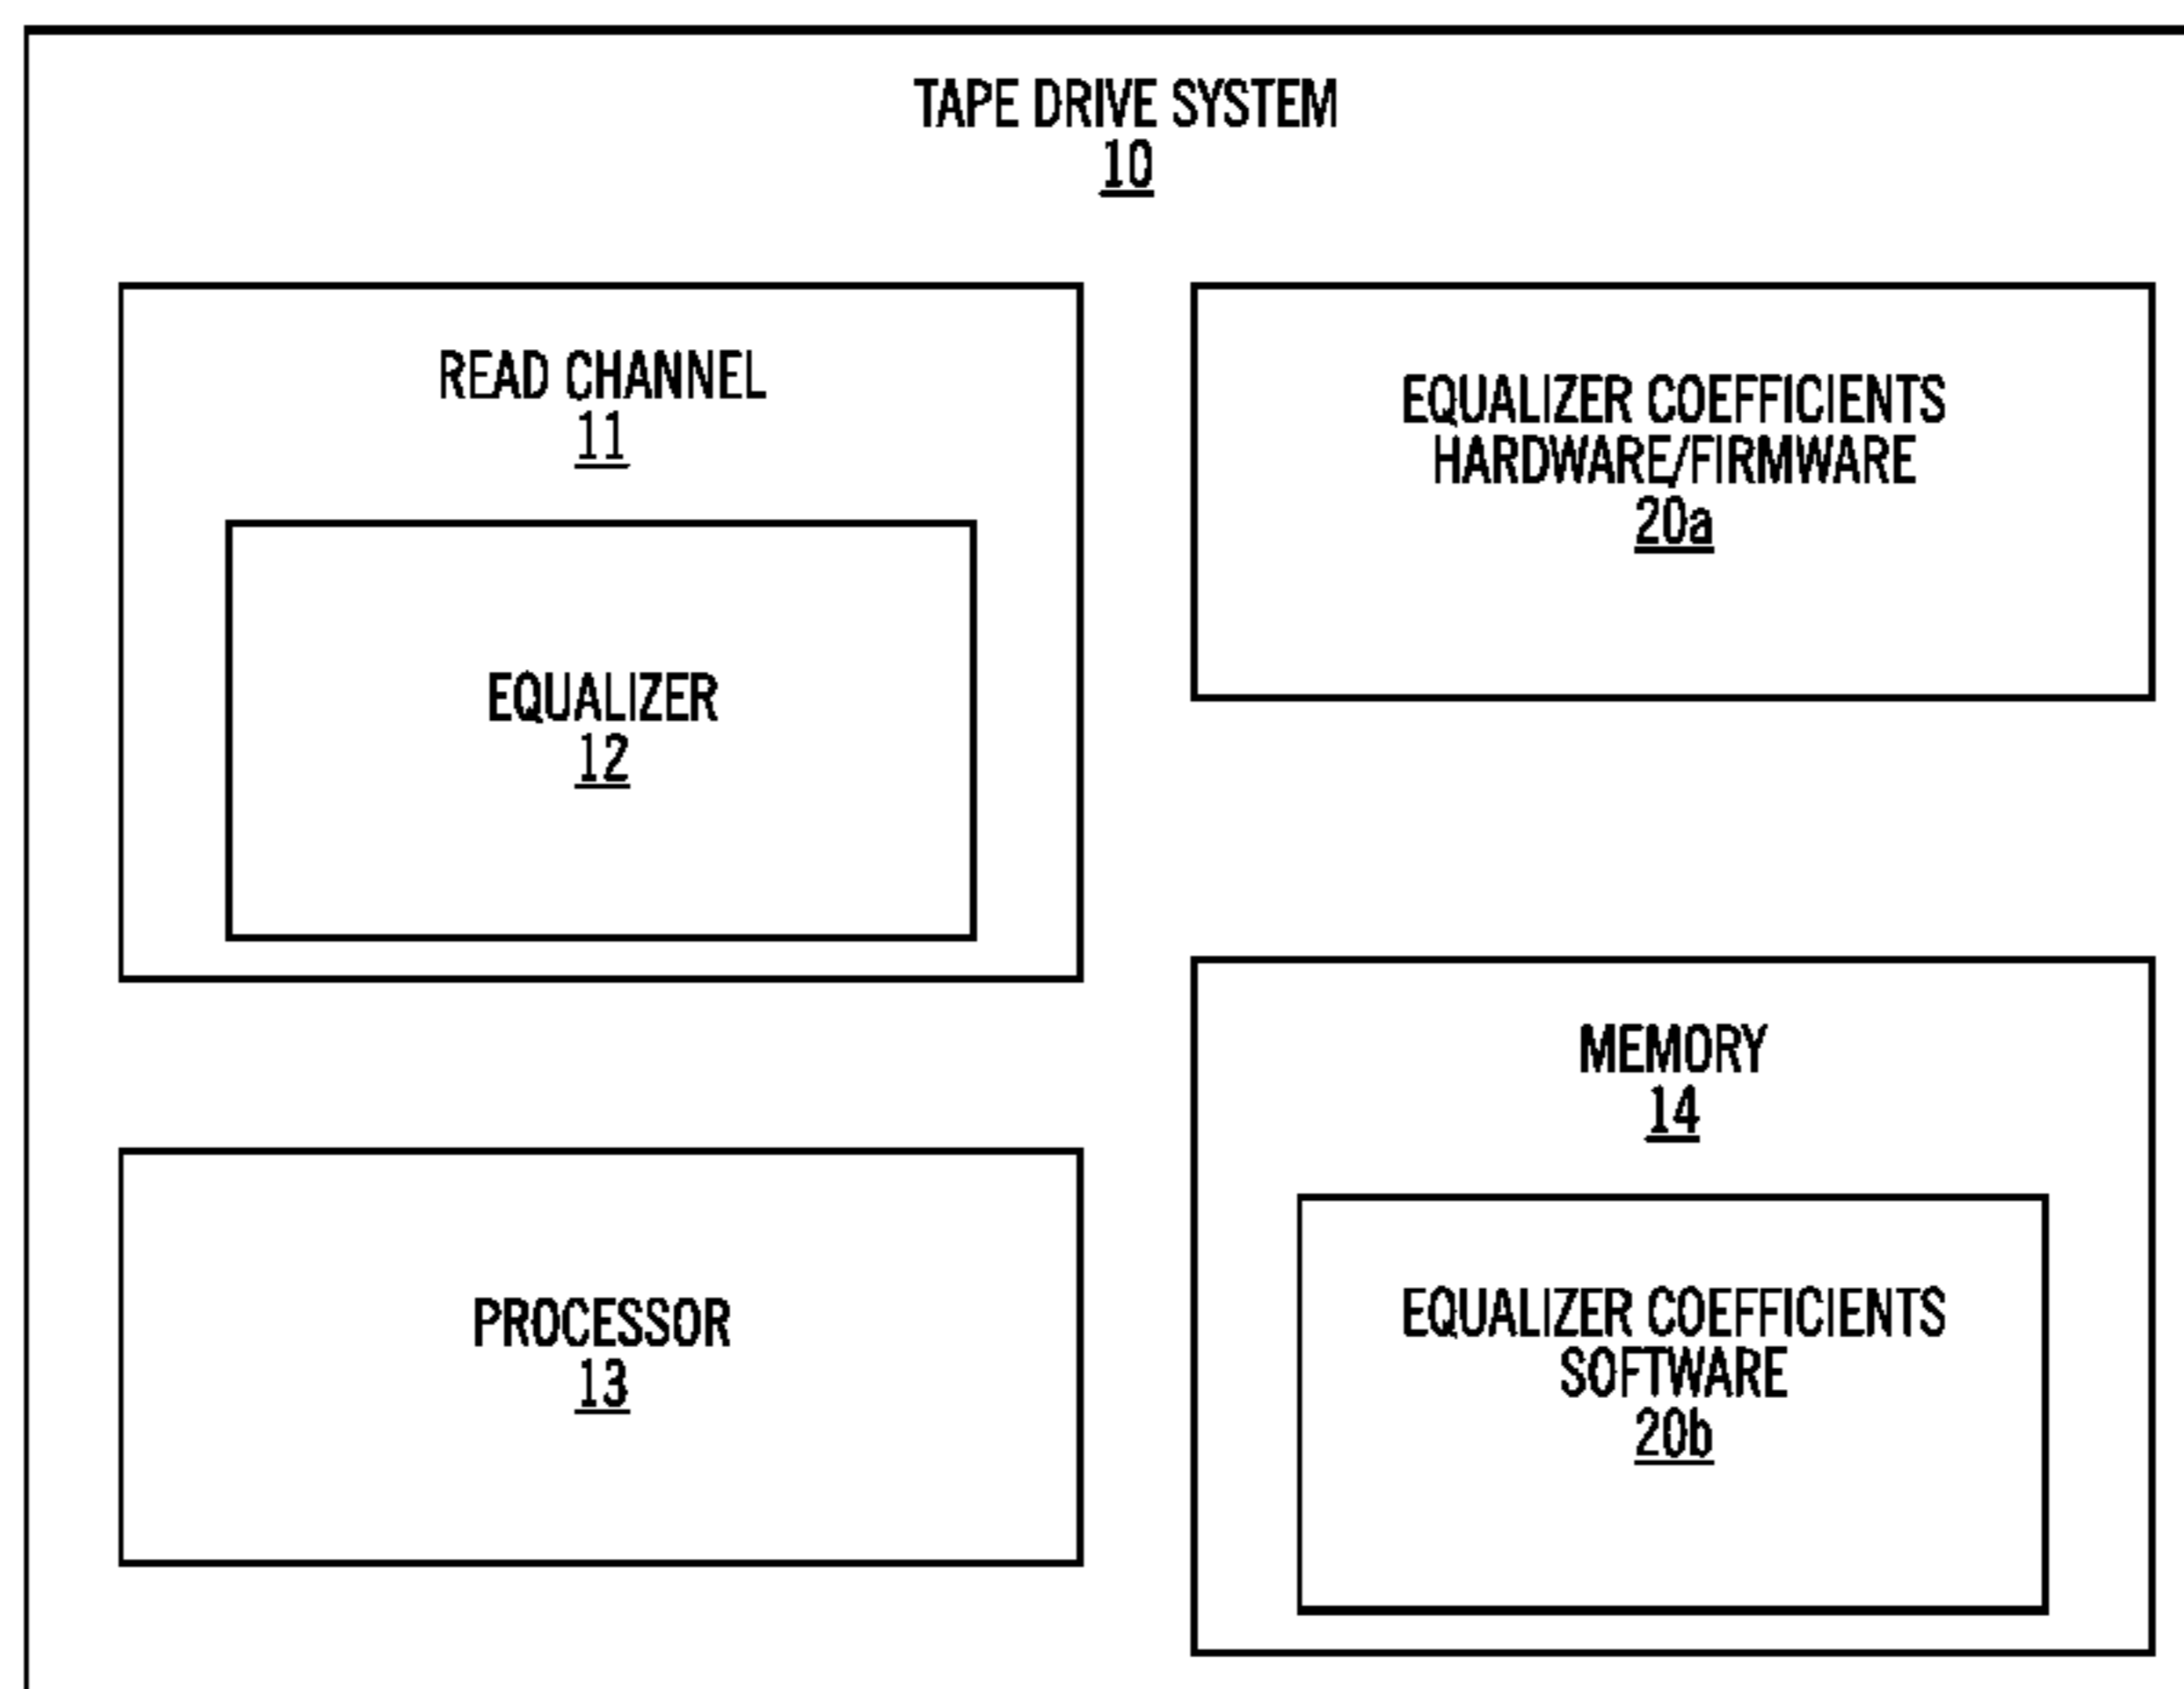 TAPE DRIVE SYSTEM
10
READ CHANNEL
11
EQUALIZER
12
PROCESSOR
13
EQUALIZER COEFFICIENTS
HARDWARE/FIRMWARE
20a
MEMORY
14
EQUALIZER COEFFICIENTS
SOFTWARE
20b